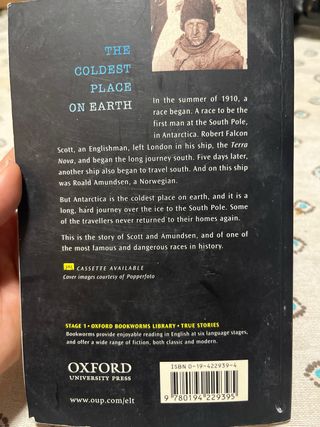 THE
COLDEST
PLACE
ON EARTH
In the summer of 1910, a
race began. A race to be the
first man at the South Pole,
in Antarctica. Robert Falcon
Scott, an Englishman, left London in his ship, the Terra
Nova, and began the long journey south. Five days later,
another ship also began to travel south. And on this ship
was Roald Amundsen, a Norwegian.
But Antarctica is the coldest place on earth, and it is a
long, hard journey over the ice to the South Pole. Some
of the travellers never returned to their homes again.
This is the story of Scott and Amundsen, and of one of
the most famous and dangerous races in history.
CASSETTE AVAILABLE
Cover images courtesy of Popperfoto
STAGE 1 • OXFORD BOOKWORMS LIBRARY • TRUE STORIES
Bookworms provide enjoyable reading in English at six language stages,
and offer a wide range of fiction, both classic and modern.
OXFORD
UNIVERSITY PRESS
www.oup.com/elt
ISBN 0-19-422939-4
9 780194 229395